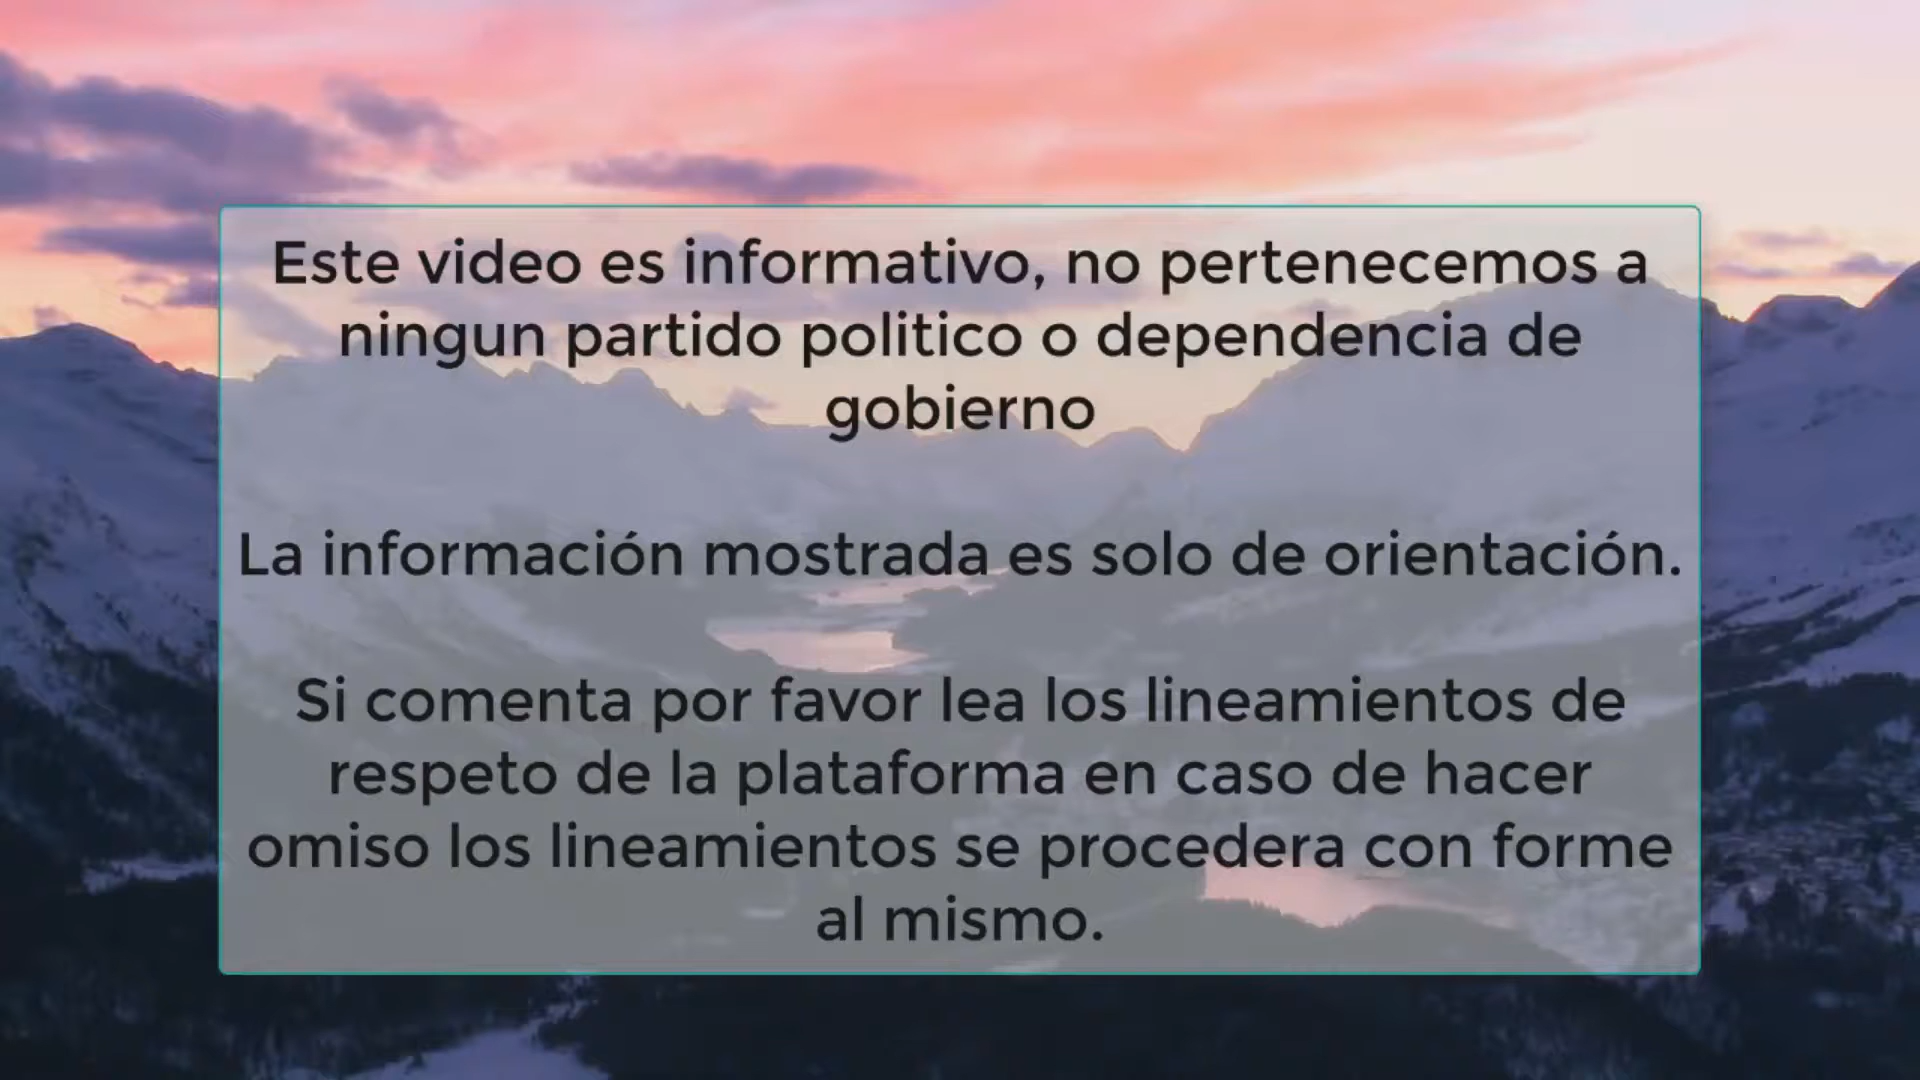 Este video es informativo, no pertenecemos a
ningun partido politico o dependencia de
gobierno
La información mostrada es solo de orientación.
Si comenta por favor lea los lineamientos de
respeto de la plataforma en caso de hacer
omiso los lineamientos se procedera con forme
al mismo.